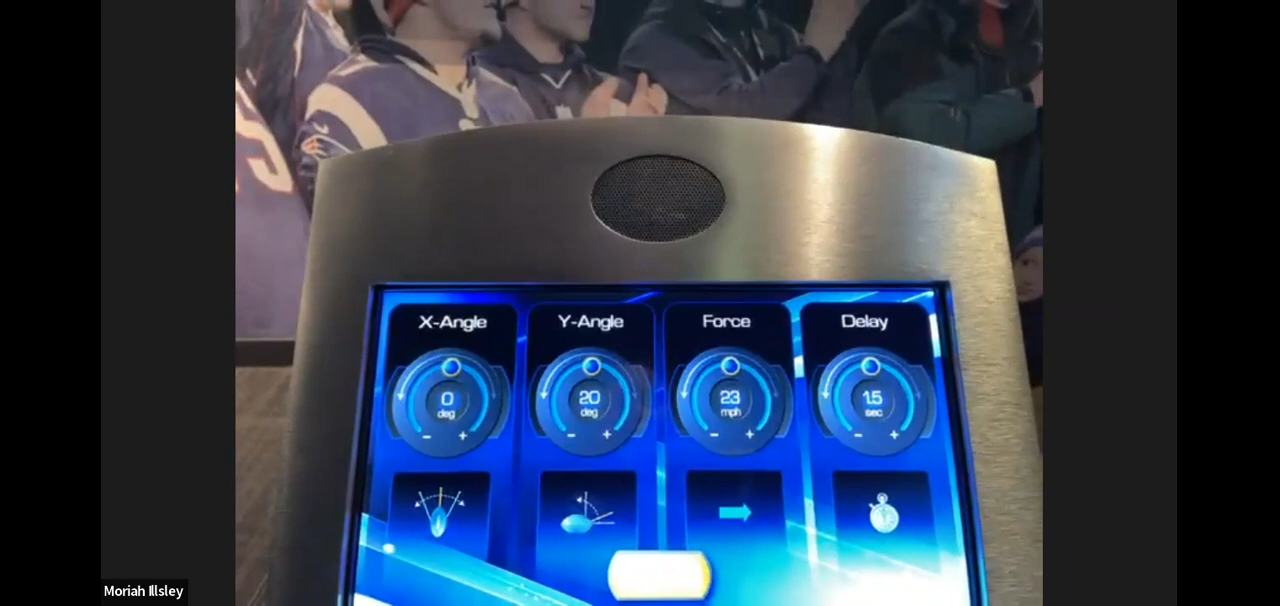 X-Angle
Y-Angle
Force
Delay
0
deg
20
deg
23
mph
1.5
sec
- +
- +
- +
- +
Moriah Illsley